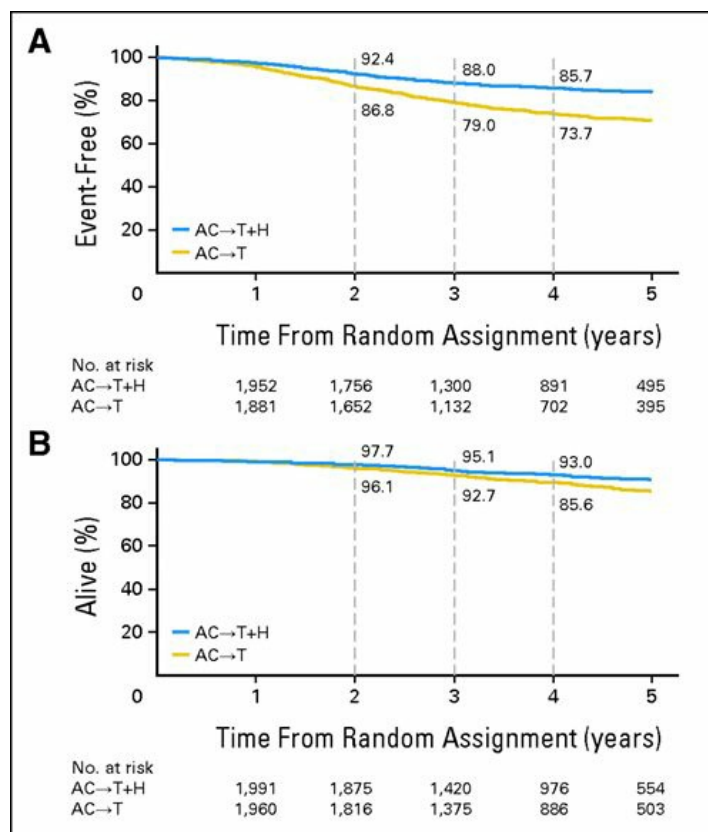 A
100
80
60
40
20
0
Event-Free (%)
92.4
88.0
85.7
86.8
79.0
73.7
AC→T+H
AC→T
1 2 3 4 5
Time From Random Assignment (years)
No. at risk
AC→T+H 1,952 1,756 1,300 891 495
AC→T 1,881 1,652 1,132 702 395
B
100
80
60
40
20
0
Alive (%)
97.7
95.1
93.0
96.1
92.7
85.6
AC→T+H
AC→T
1 2 3 4 5
Time From Random Assignment (years)
No. at risk
AC→T+H 1,991 1,875 1,420 976 554
AC→T 1,960 1,816 1,375 886 503